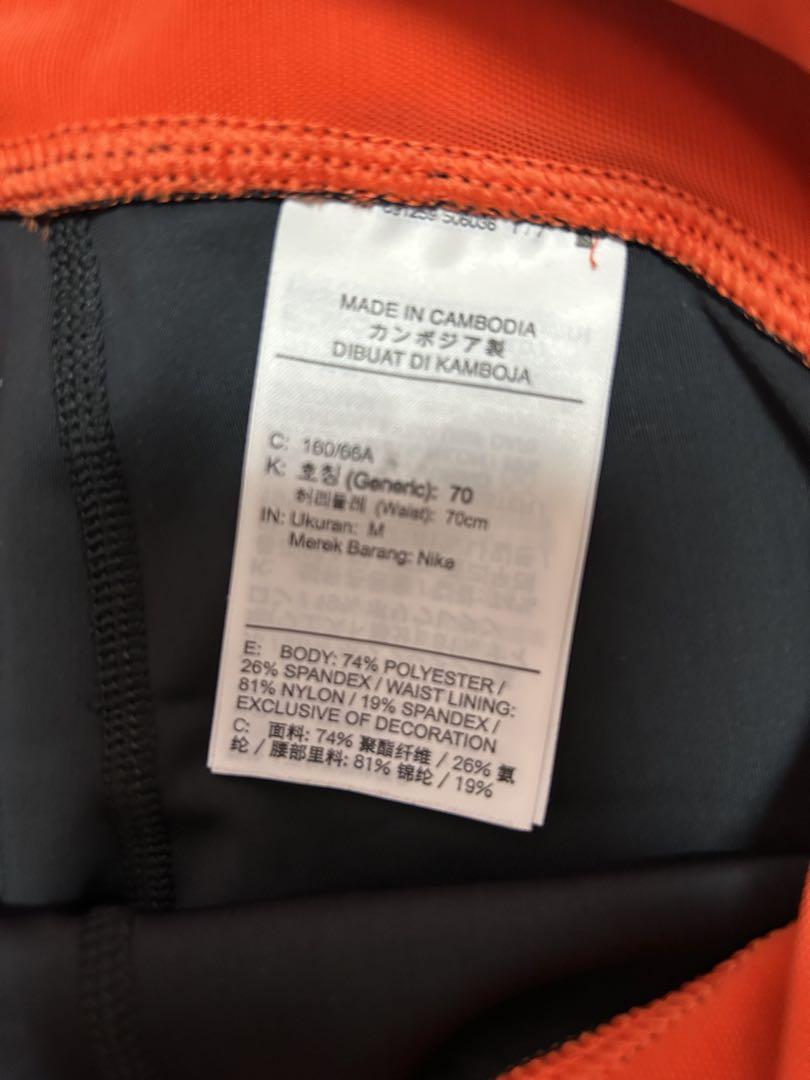 S06036
MADE IN CAMBODIA
カンボジア製
DIBUAT DI KAMBOJA
C: 160/66A
K: 호칭 (Generic): 70
허리둘레 (Waist): 70cm
IN: Ukuran: M
Merek Barang: Nike
E: BODY: 74% POLYESTER /
26% SPANDEX / WAIST LINING:
81% NYLON / 19% SPANDEX /
EXCLUSIVE OF DECORATION
C: 面料: 74% 聚酯纤维 / 26% 氨
纶 / 腰部里料: 81% 锦纶 / 19%